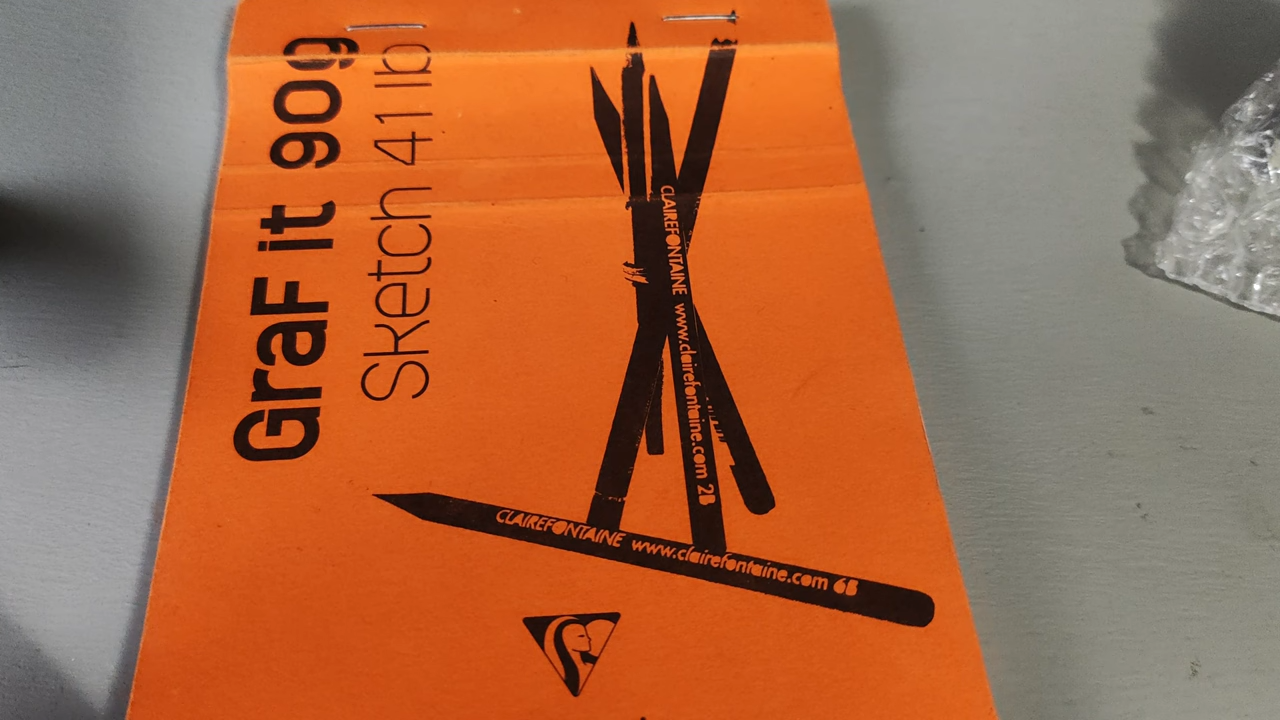 GraF it 90g
Sketch 41 lb
CLAIREFONTAINE www.clairefontaine.com 2B
CLAIREFONTAINE www.clairefontaine.com 6B